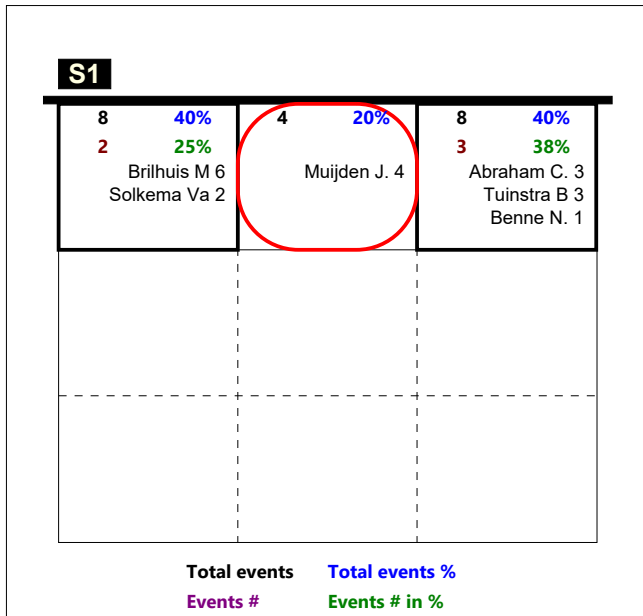 S1
8 40% 4 20% 8 40%
2 25% 3 38%
Brilhuis M 6 Muijden J. 4 Abraham C. 3
Solkema Va 2 Tuinstra B 3
Benne N. 1
Total events Total events %
Events # Events # in %